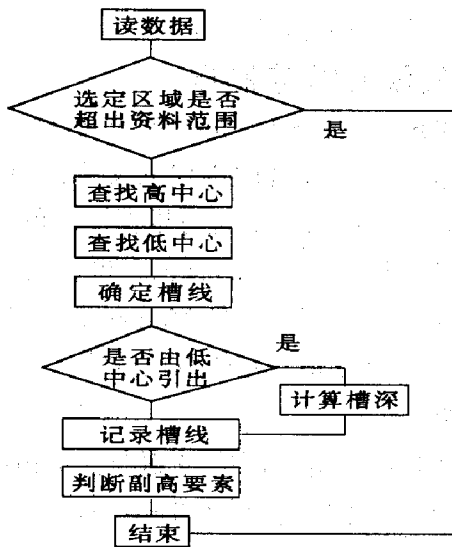 读数据
选定区域是否
超出资料范围
是
查找高中心
查找低中心
确定槽线
是否由低
中心引出
是
计算槽深
记录槽线
判断副高要素
结束